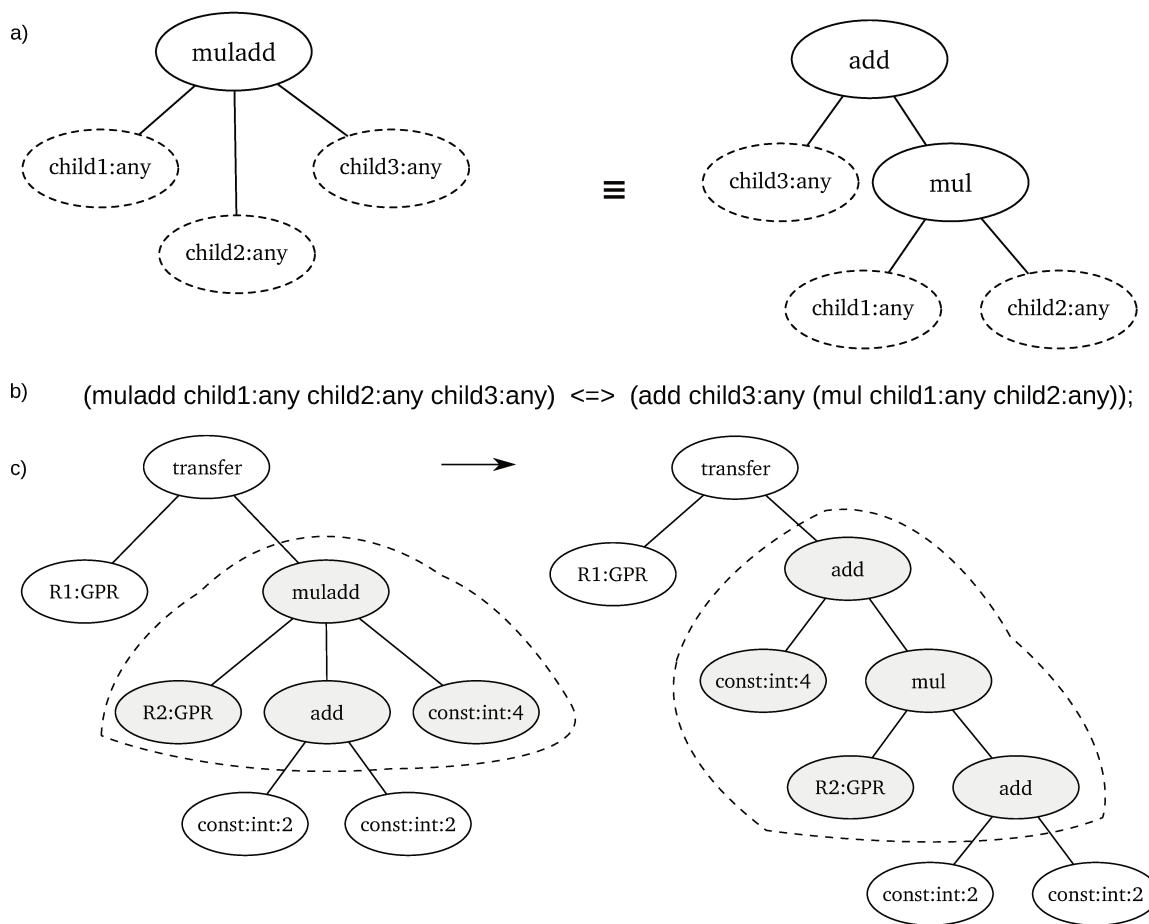 a)
muladd
add
child1:any
child3:any
child2:any
≡
child3:any
mul
child1:any
child2:any
b) (muladd child1:any child2:any child3:any) <=> (add child3:any (mul child1:any child2:any));
c)
transfer
transfer
R1:GPR
muladd
R1:GPR
add
R2:GPR
add
const:int:4
const:int:4
mul
const:int:2
const:int:2
R2:GPR
add
const:int:2
const:int:2